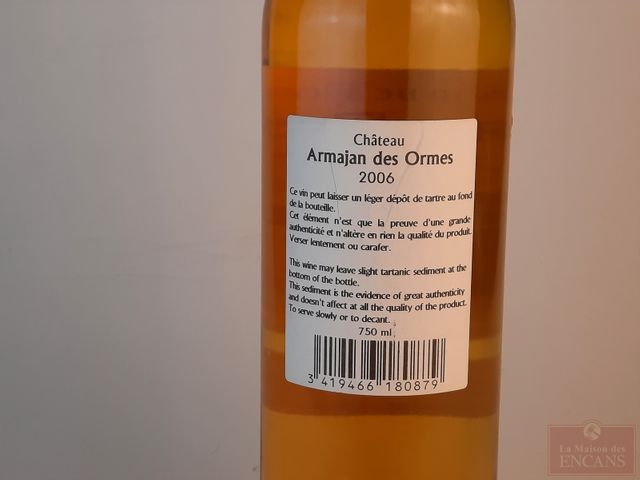 Château
Armajan des Ormes
2006
Ce vin peut laisser un léger dépôt de tartre au fond
de la bouteille.
Cet élément n'est que la preuve d'une grande
authenticité et n'altère en rien la qualité du produit.
Verser lentement ou carafer.
This wine may leave slight tartanic sediment at the
bottom of the bottle.
This sediment is the evidence of great authenticity
and doesn't affect at all the quality of the product.
To serve slowly or to decant.
750 ml
3 419466 180879
La Maison des
ENCANS